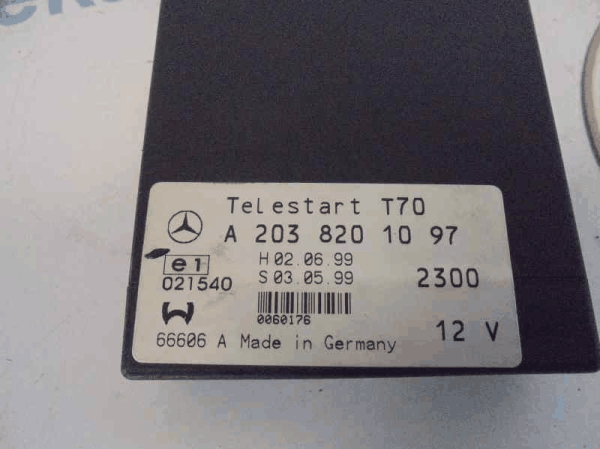 Telestart T70
A 203 820 10 97
H 02.06.99
e1
S 03.05.99
2300
021540
0060176
12 V
66606 A Made in Germany